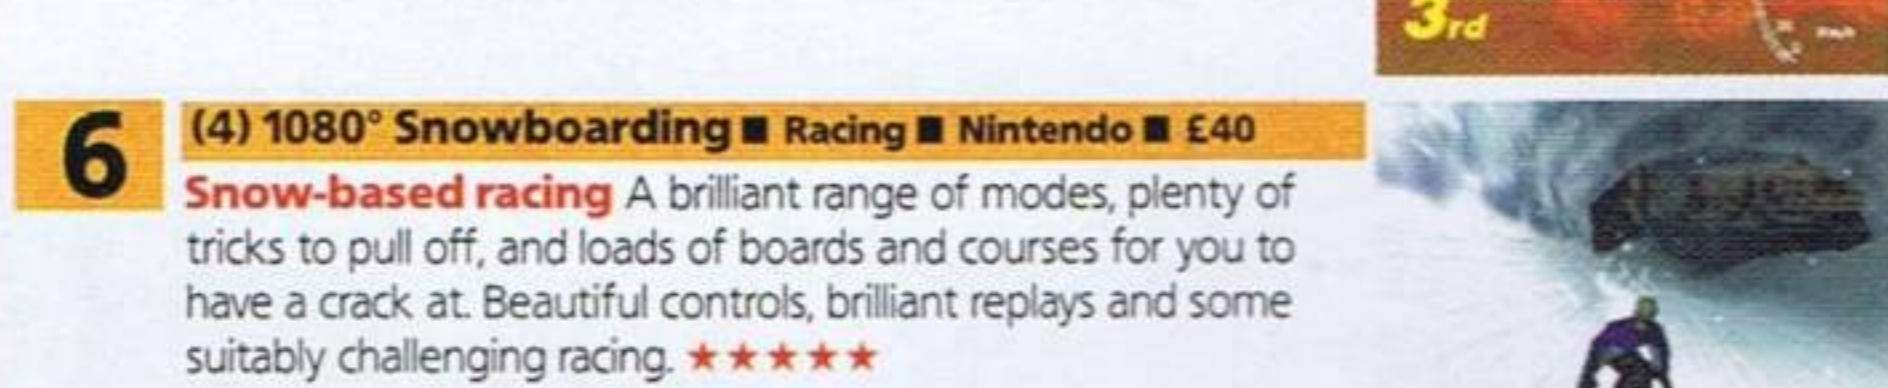 3rd
6
(4) 1080° Snowboarding ■ Racing ■ Nintendo ■ £40
Snow-based racing A brilliant range of modes, plenty of
tricks to pull off, and loads of boards and courses for you to
have a crack at. Beautiful controls, brilliant replays and some
suitably challenging racing. ★★★★★